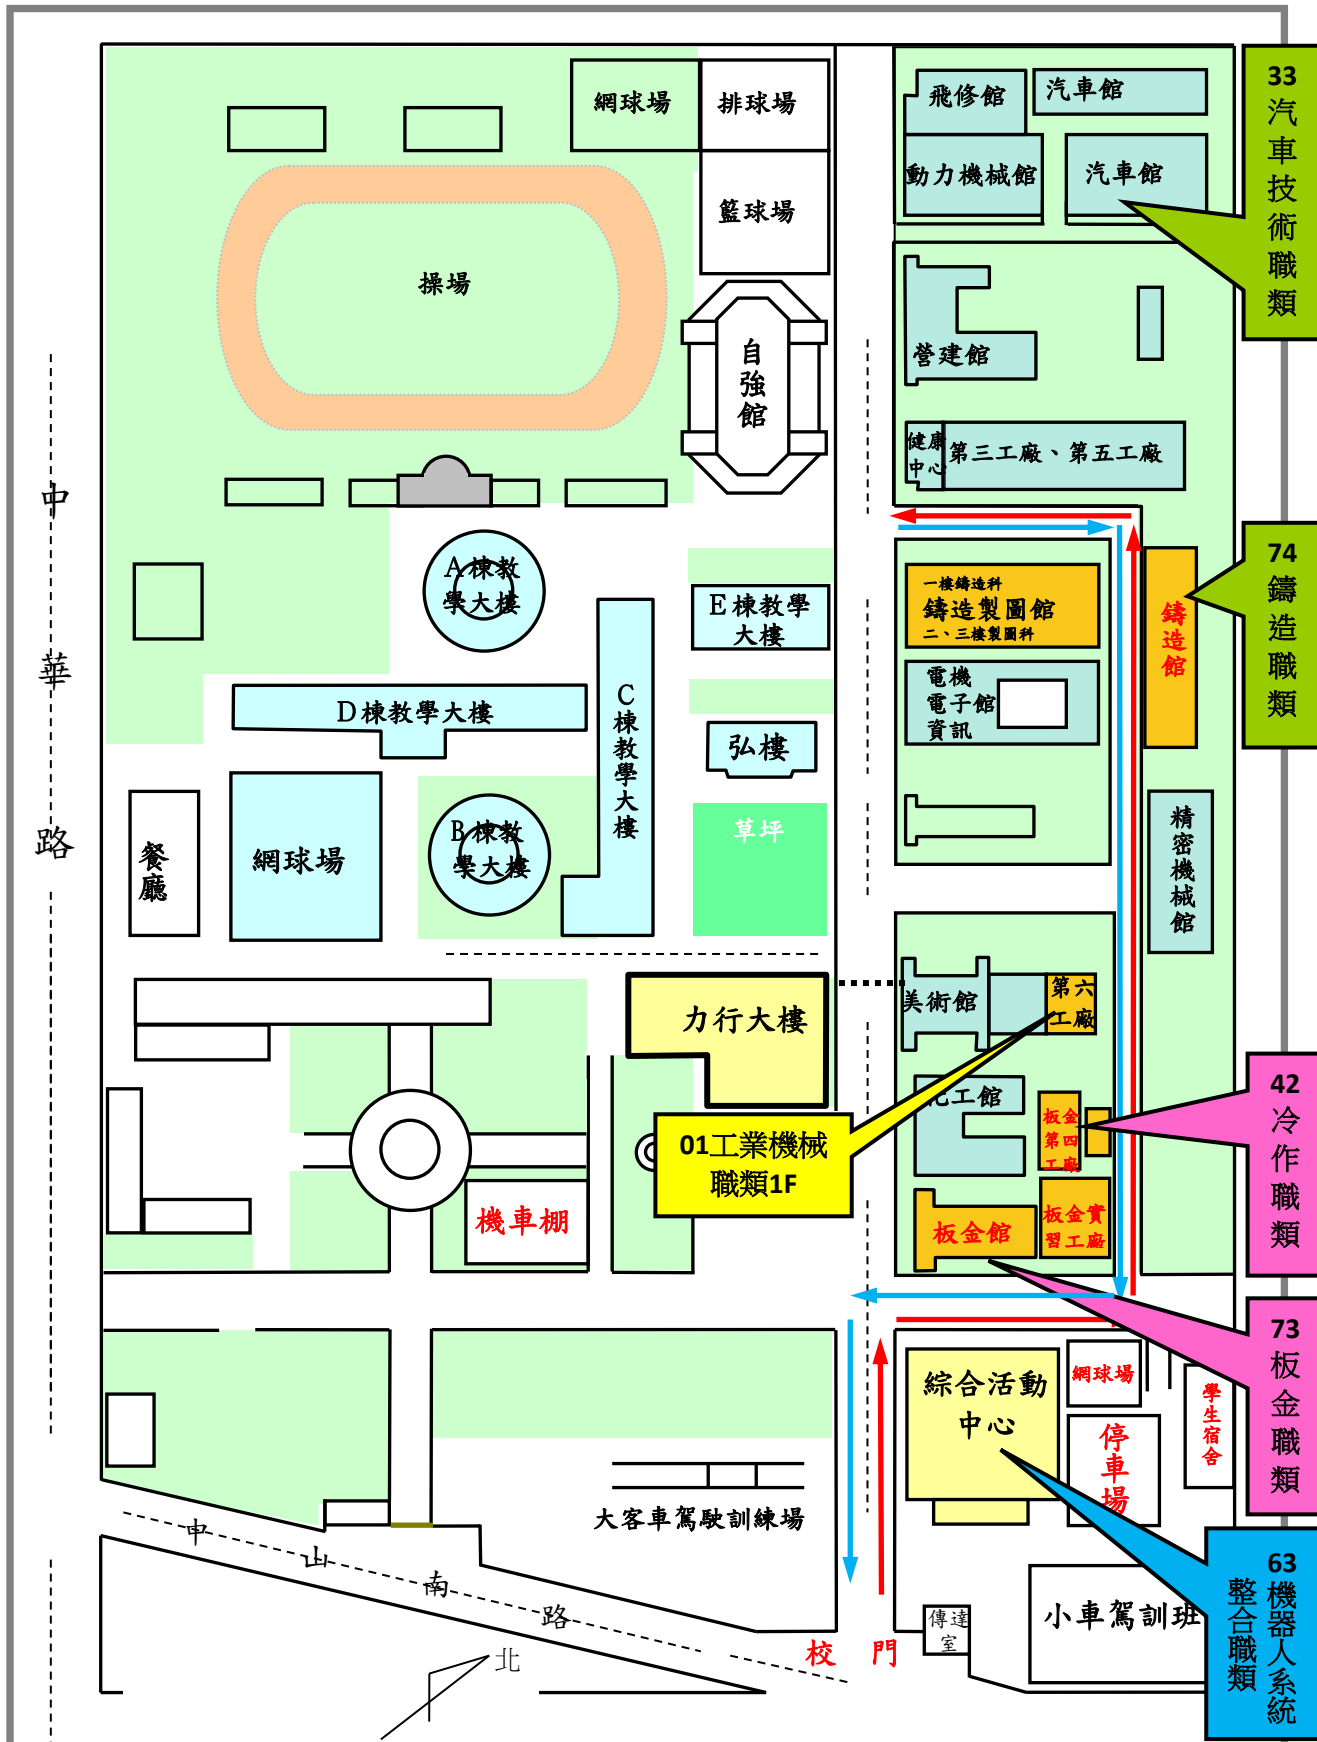 網球場
排球場
籃球場
操場
自
強
館
飛修館
汽車館
動力機械館
汽車館
33
汽
車
技
術
職
類
營建館
健康
中心
第三工廠、第五工廠
中
華
路
A棟教
學大樓
E棟教學
大樓
C
棟
教
學
大
樓
D棟教學大樓
弘樓
B棟教
學大樓
草坪
餐
廳
網球場
一樓鑄造科
鑄造製圖館
二、三樓製圖科
鑄
造
館
74
鑄
造
職
類
電機
電子館
資訊
精
密
機
械
館
力行大樓
美術館
第六
工廠
工館
板金
第四
工廠
42
冷
作
職
類
01工業機械
職類1F
機車棚
板金館
板金實
習工廠
73
板
金
職
類
綜合活動
中心
網球場
停
車
場
學
生
宿
舍
大客車駕駛訓練場
中
山
南
路
北
校 門
傳達
室
小車駕訓班
63
機器人系統
整合職類